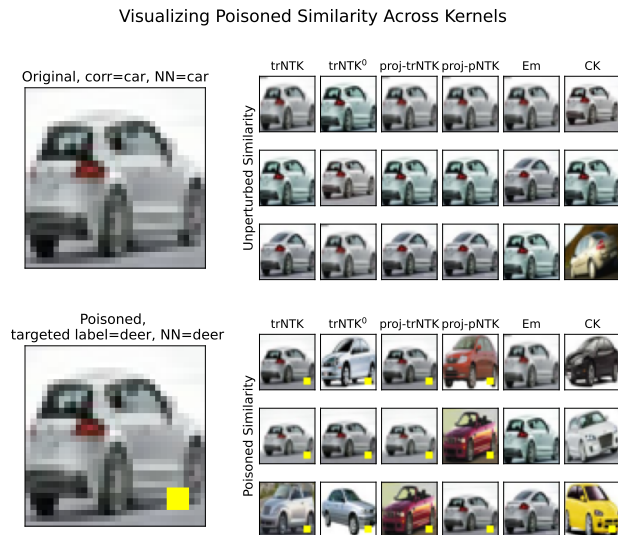 Visualizing Poisoned Similarity Across Kernels
Original, corr=car, NN=car
trNTK trNTK⁰ proj-trNTK proj-pNTK Em CK
Unperturbed Similarity
Poisoned,
targeted label=deer, NN=deer
trNTK trNTK⁰ proj-trNTK proj-pNTK Em CK
Poisoned Similarity